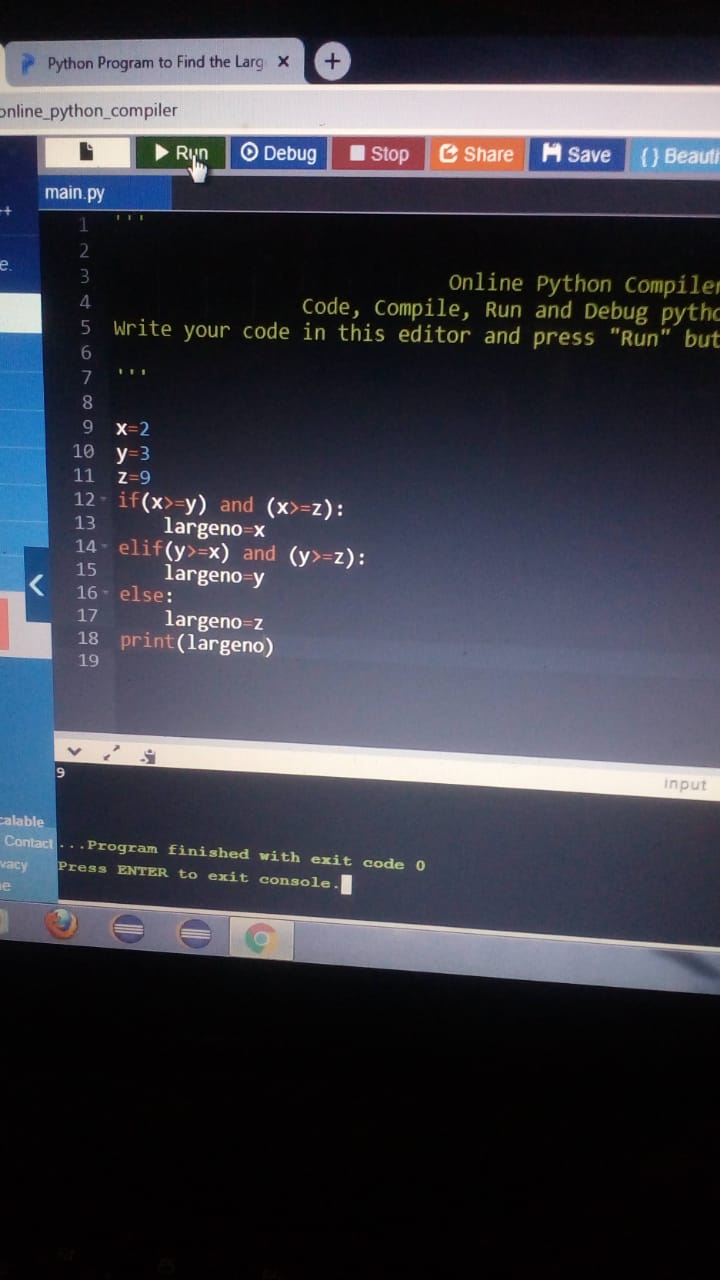 Python Program to Find the Larg
online_python_compiler
Run Debug Stop Share Save {} Beauti
main.py
++
e.
1 '''
2
3 Online Python Compiler
4 Code, Compile, Run and Debug pytho
5 Write your code in this editor and press "Run" but
6
7 '''
8
9 x=2
10 y=3
11 z=9
12 if(x>=y) and (x>=z):
13 largeno=x
14 elif(y>=x) and (y>=z):
15 largeno=y
16 else:
17 largeno=z
18 print(largeno)
19
input
9
...Program finished with exit code 0
Press ENTER to exit console.
calable
Contact
vacy
e